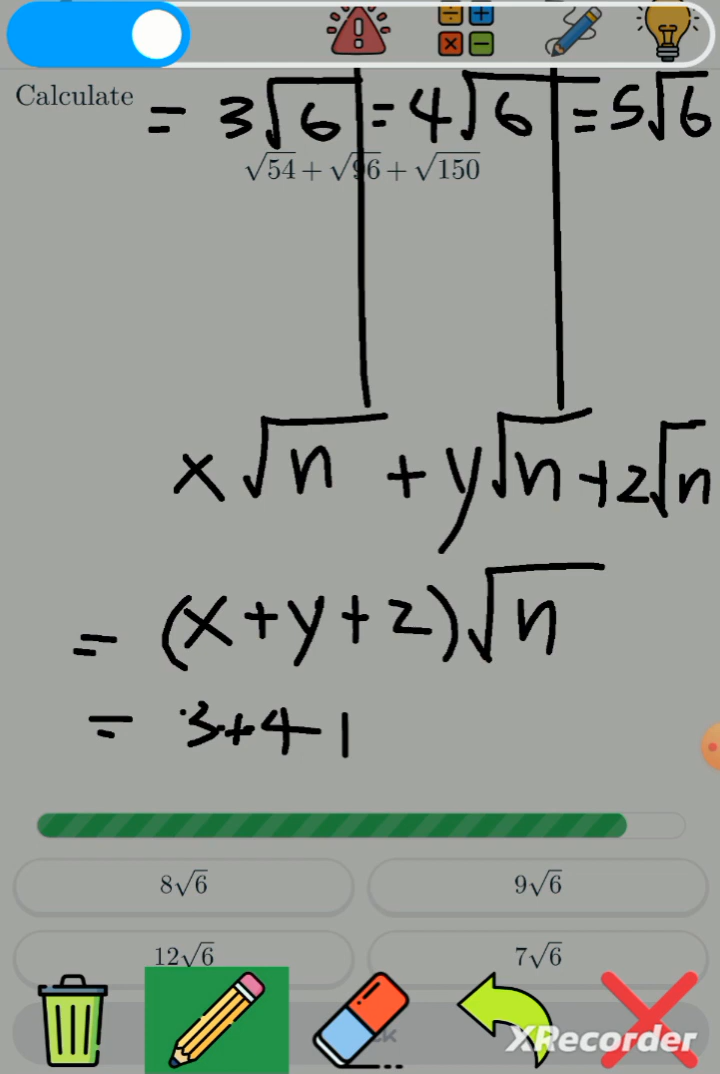 Calculate
= 3√6 = 4√6 = 5√6
√54 + √96 + √150
x√n + y√n + z√n
= (x+y+z)√n
= 3+4
8√6
9√6
12√6
7√6
XRecorder